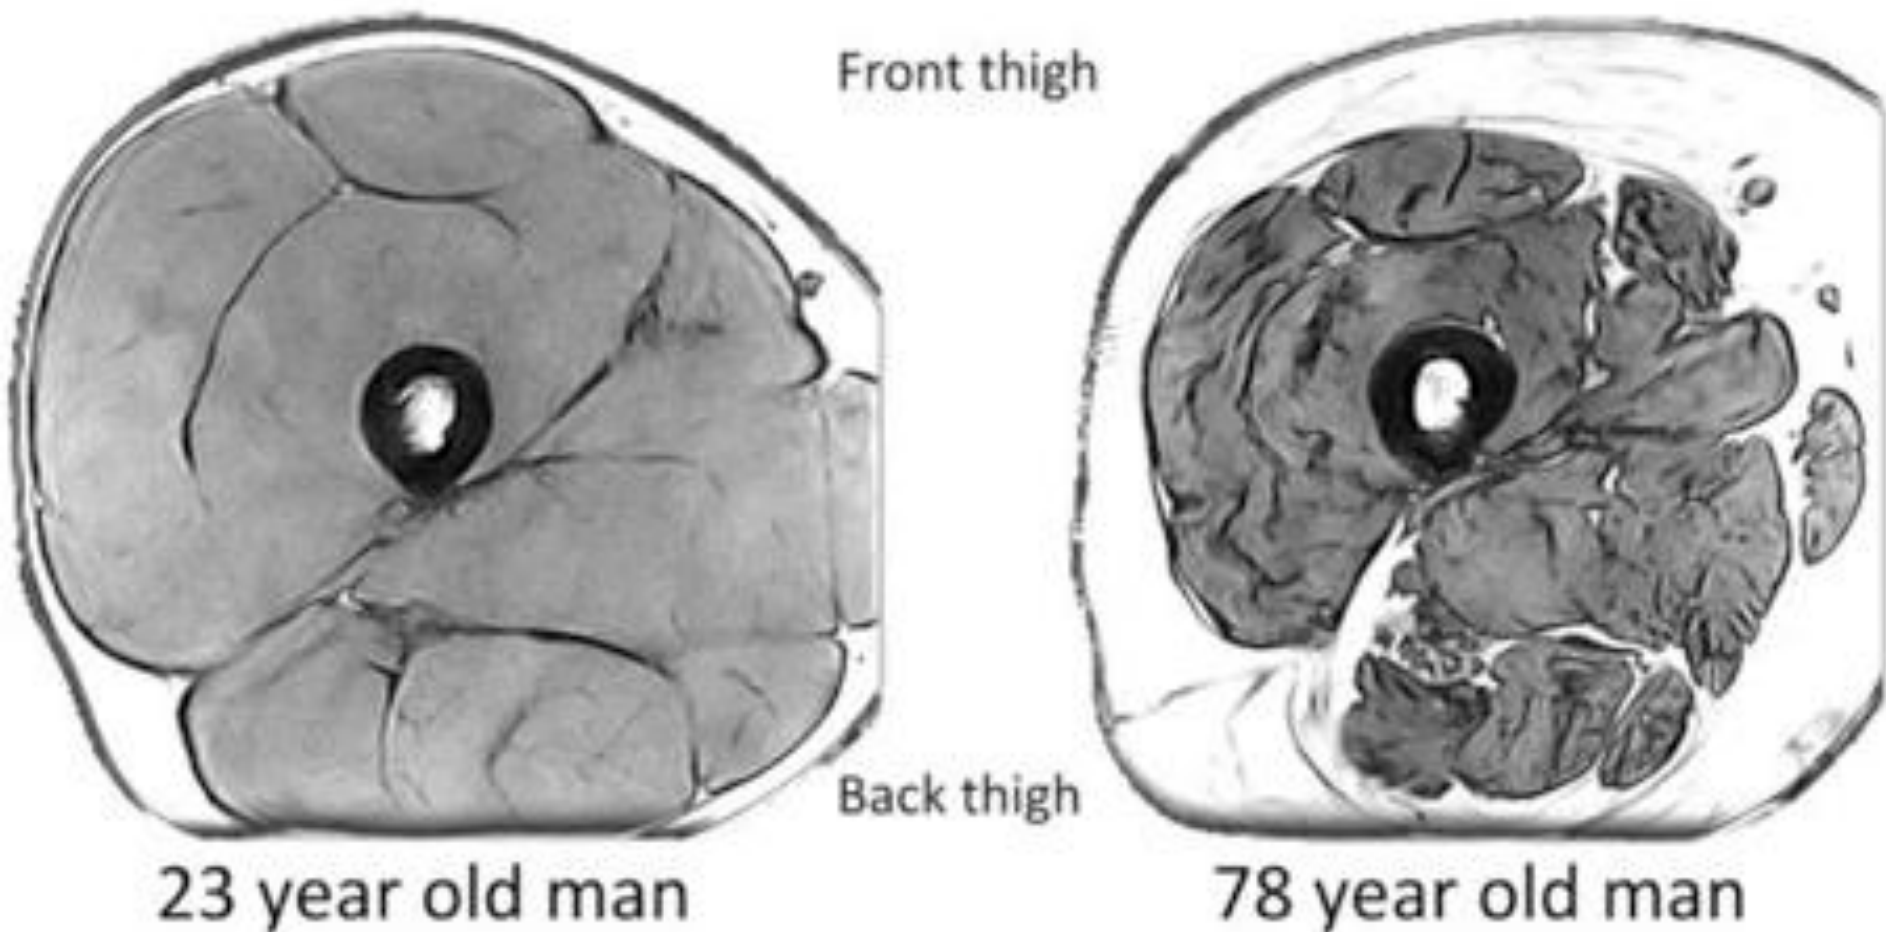 Front thigh
Back thigh
23 year old man
78 year old man